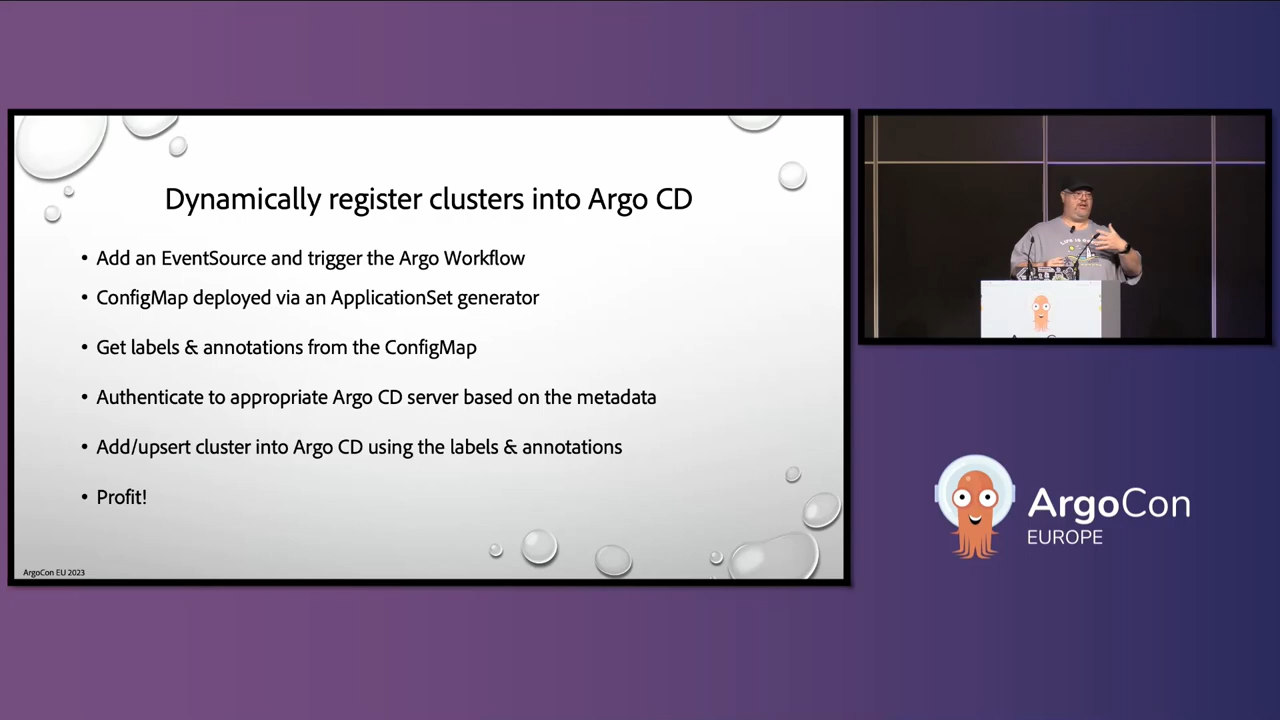 Dynamically register clusters into Argo CD
• Add an EventSource and trigger the Argo Workflow
• ConfigMap deployed via an ApplicationSet generator
• Get labels & annotations from the ConfigMap
• Authenticate to appropriate Argo CD server based on the metadata
• Add/upsert cluster into Argo CD using the labels & annotations
• Profit!
ArgoCon EU 2023
LIFE IS
ArgoCon
EUROPE